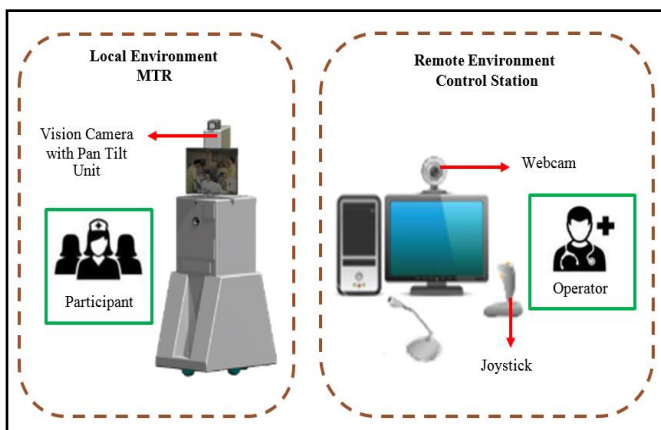 Local Environment
MTR
Vision Camera
with Pan Tilt
Unit
Participant
Remote Environment
Control Station
Webcam
Operator
Joystick